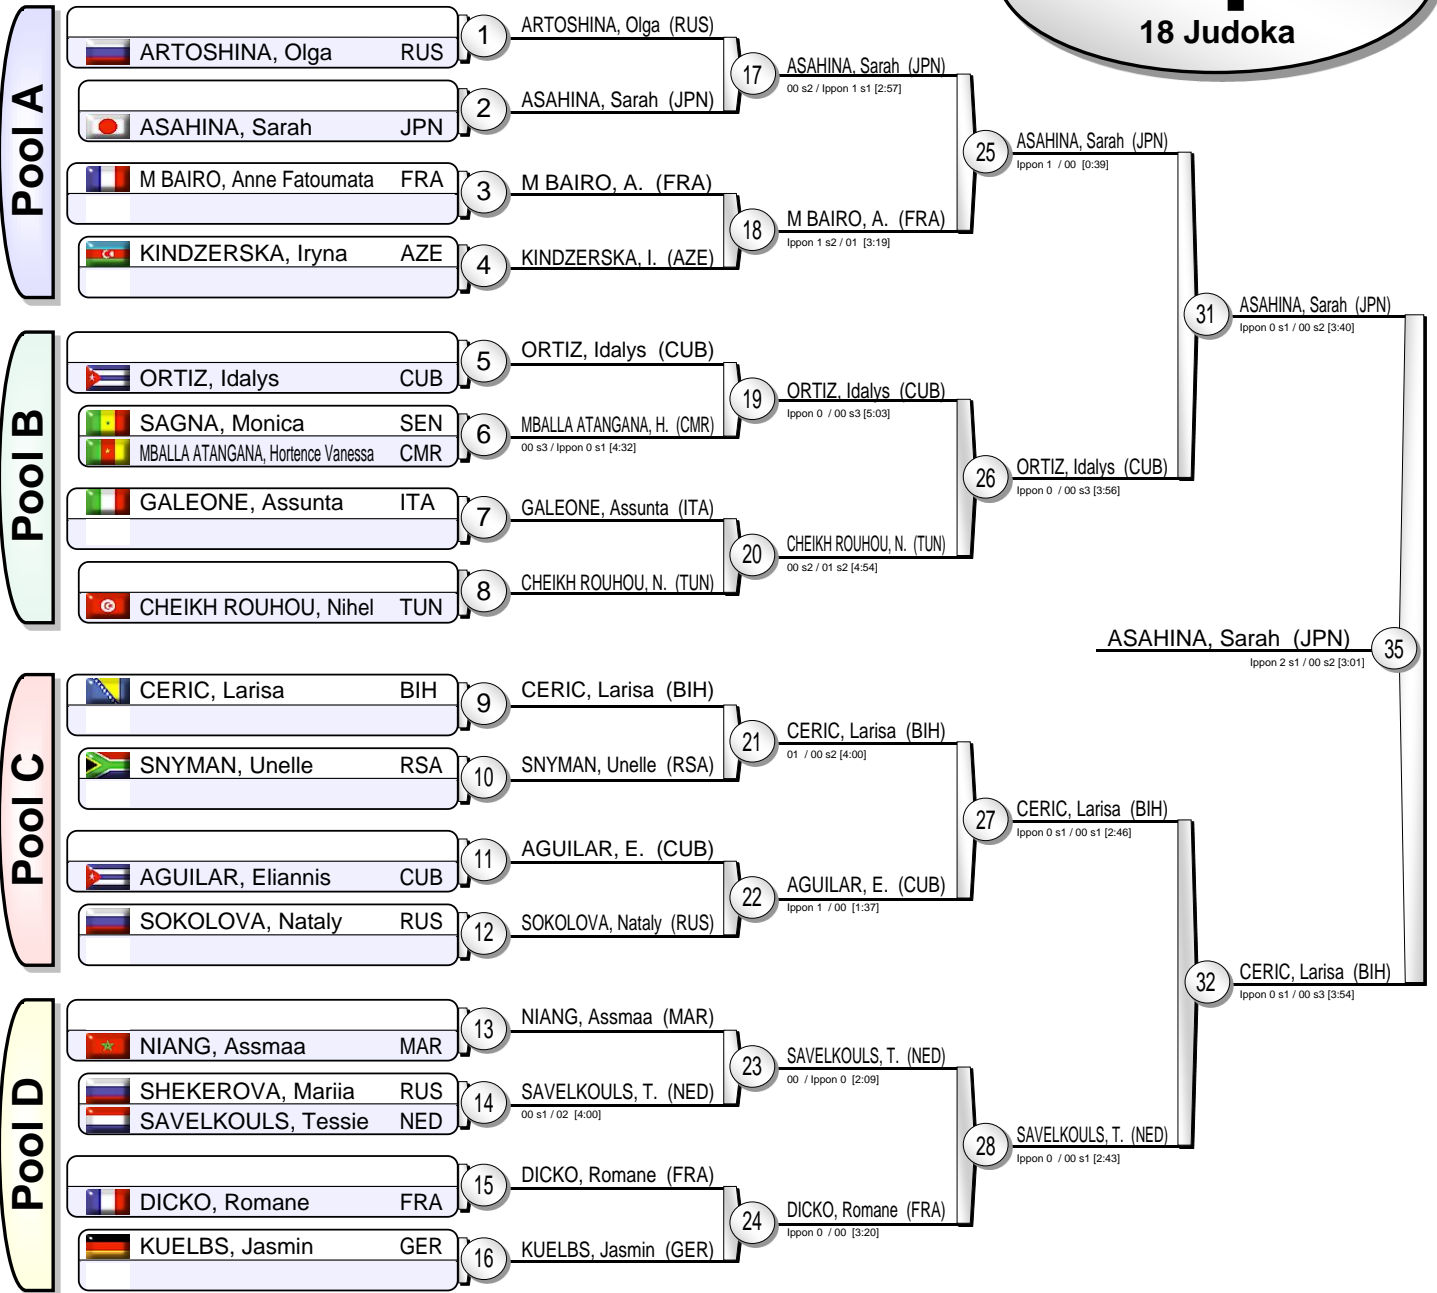 18 Judoka
Pool A
ARTOSHINA, Olga RUS
1
ARTOSHINA, Olga (RUS)
ASAHINA, Sarah JPN
2
ASAHINA, Sarah (JPN)
M BAIRO, Anne Fatoumata FRA
3
M BAIRO, A. (FRA)
KINDZERSKA, Iryna AZE
4
KINDZERSKA, I. (AZE)
17
ASAHINA, Sarah (JPN)
00 s2 / Ippon 1 s1 [2:57]
18
M BAIRO, A. (FRA)
Ippon 1 s2 / 01 [3:19]
25
ASAHINA, Sarah (JPN)
Ippon 1 / 00 [0:39]
Pool B
ORTIZ, Idalys CUB
5
ORTIZ, Idalys (CUB)
SAGNA, Monica SEN
MBALLA ATANGANA, Hortence Vanessa CMR
6
MBALLA ATANGANA, H. (CMR)
00 s3 / Ippon 0 s1 [4:32]
GALEONE, Assunta ITA
7
GALEONE, Assunta (ITA)
CHEIKH ROUHOU, Nihel TUN
8
CHEIKH ROUHOU, N. (TUN)
19
ORTIZ, Idalys (CUB)
Ippon 0 / 00 s3 [5:03]
20
CHEIKH ROUHOU, N. (TUN)
00 s2 / 01 s2 [4:54]
26
ORTIZ, Idalys (CUB)
Ippon 0 / 00 s3 [3:56]
31
ASAHINA, Sarah (JPN)
Ippon 0 s1 / 00 s2 [3:40]
ASAHINA, Sarah (JPN)
35
Ippon 2 s1 / 00 s2 [3:01]
Pool C
CERIC, Larisa BIH
9
CERIC, Larisa (BIH)
SNYMAN, Unelle RSA
10
SNYMAN, Unelle (RSA)
AGUILAR, Eliannis CUB
11
AGUILAR, E. (CUB)
SOKOLOVA, Nataly RUS
12
SOKOLOVA, Nataly (RUS)
21
CERIC, Larisa (BIH)
01 / 00 s2 [4:00]
22
AGUILAR, E. (CUB)
Ippon 1 / 00 [1:37]
27
CERIC, Larisa (BIH)
Ippon 0 s1 / 00 s1 [2:46]
32
CERIC, Larisa (BIH)
Ippon 0 s1 / 00 s3 [3:54]
Pool D
NIANG, Assmaa MAR
13
NIANG, Assmaa (MAR)
SHEKEROVA, Mariia RUS
SAVELKOULS, Tessie NED
14
SAVELKOULS, T. (NED)
00 s1 / 02 [4:00]
DICKO, Romane FRA
15
DICKO, Romane (FRA)
KUELBS, Jasmin GER
16
KUELBS, Jasmin (GER)
23
SAVELKOULS, T. (NED)
00 / Ippon 0 [2:09]
24
DICKO, Romane (FRA)
Ippon 0 / 00 [3:20]
28
SAVELKOULS, T. (NED)
Ippon 0 / 00 s1 [2:43]